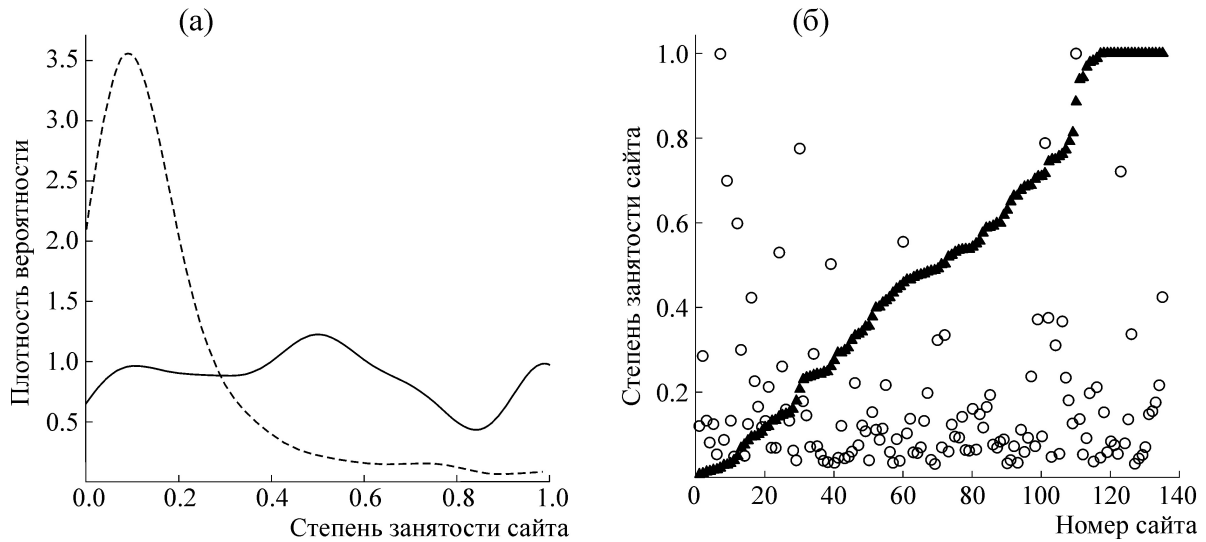 (а)
Плотность вероятности
3.5
3.0
2.5
2.0
1.5
1.0
0.5
0.0 0.2 0.4 0.6 0.8 1.0
Степень занятости сайта
(б)
Степень занятости сайта
1.0
0.8
0.6
0.4
0.2
0 20 40 60 80 100 120 140
Номер сайта